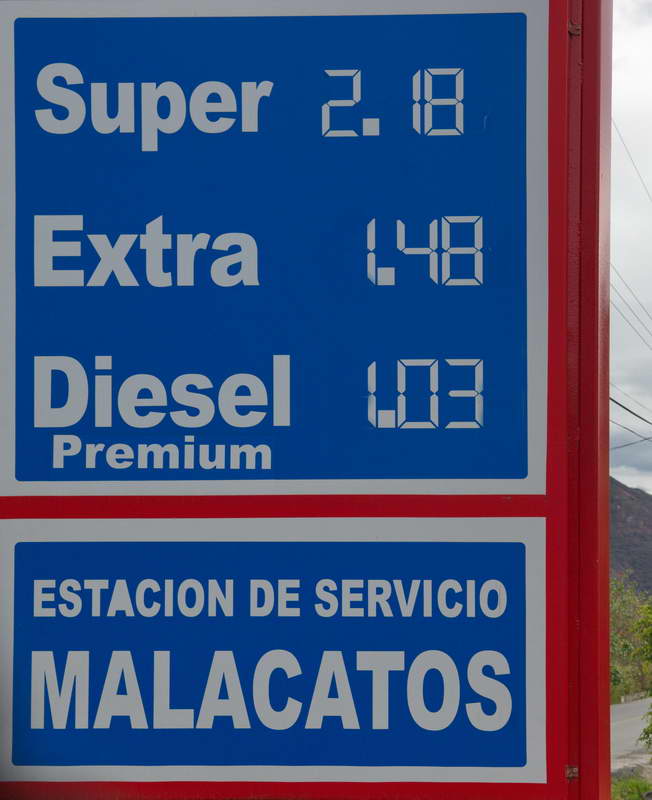 Super 2.18
Extra 1.48
Diesel 1.03
Premium
ESTACION DE SERVICIO
MALACATOS